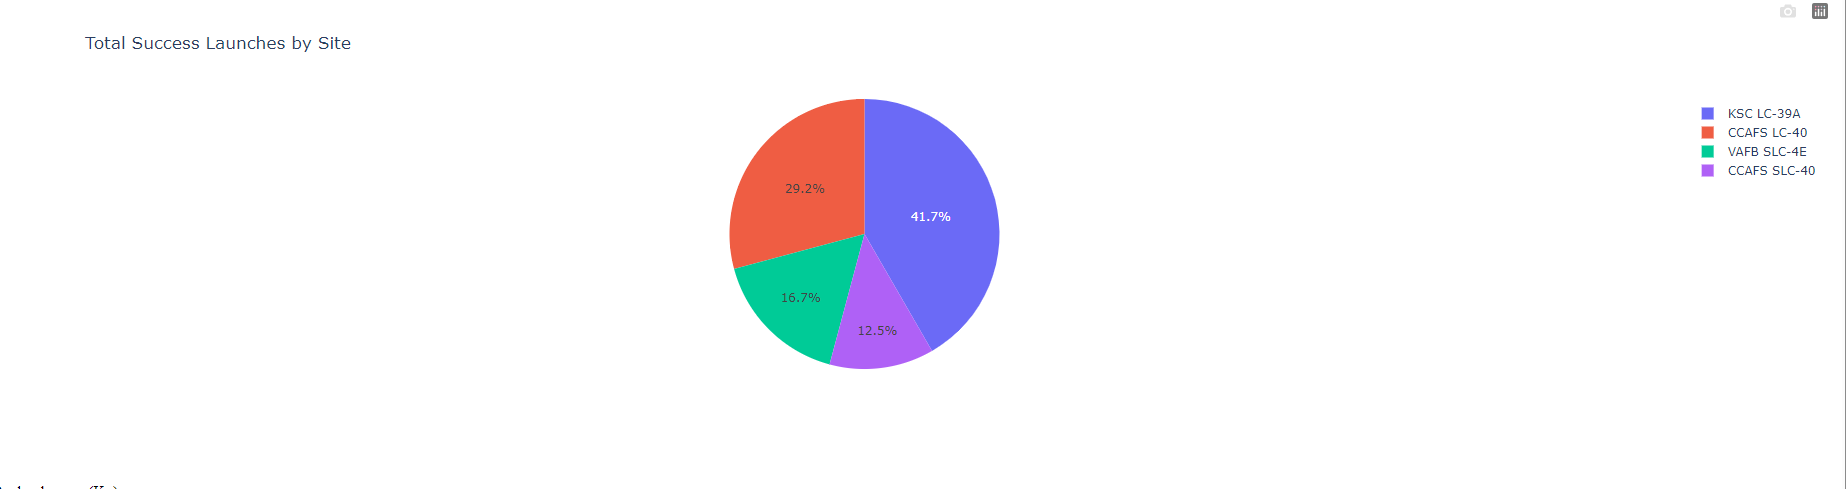 Total Success Launches by Site
KSC LC-39A
CCAFS LC-40
VAFB SLC-4E
CCAFS SLC-40
29.2%
41.7%
16.7%
12.5%